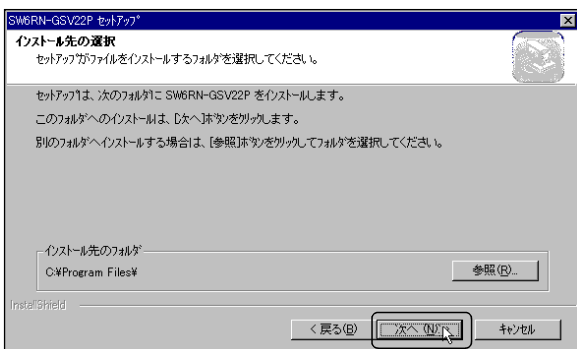 SW6RN-GSV22P セットアップ
インストール先の選択
セットアップがファイルをインストールするフォルダを選択してください。
セットアップは、次のフォルダに SW6RN-GSV22P をインストールします。
このフォルダへのインストールは、[次へ]ボタンをクリックします。
別のフォルダへインストールする場合は、[参照]ボタンをクリックしてフォルダを選択してください。
インストール先のフォルダ
C:¥Program Files¥
参照(R)...
InstallShield
< 戻る(B)
次へ (N) >
キャンセル